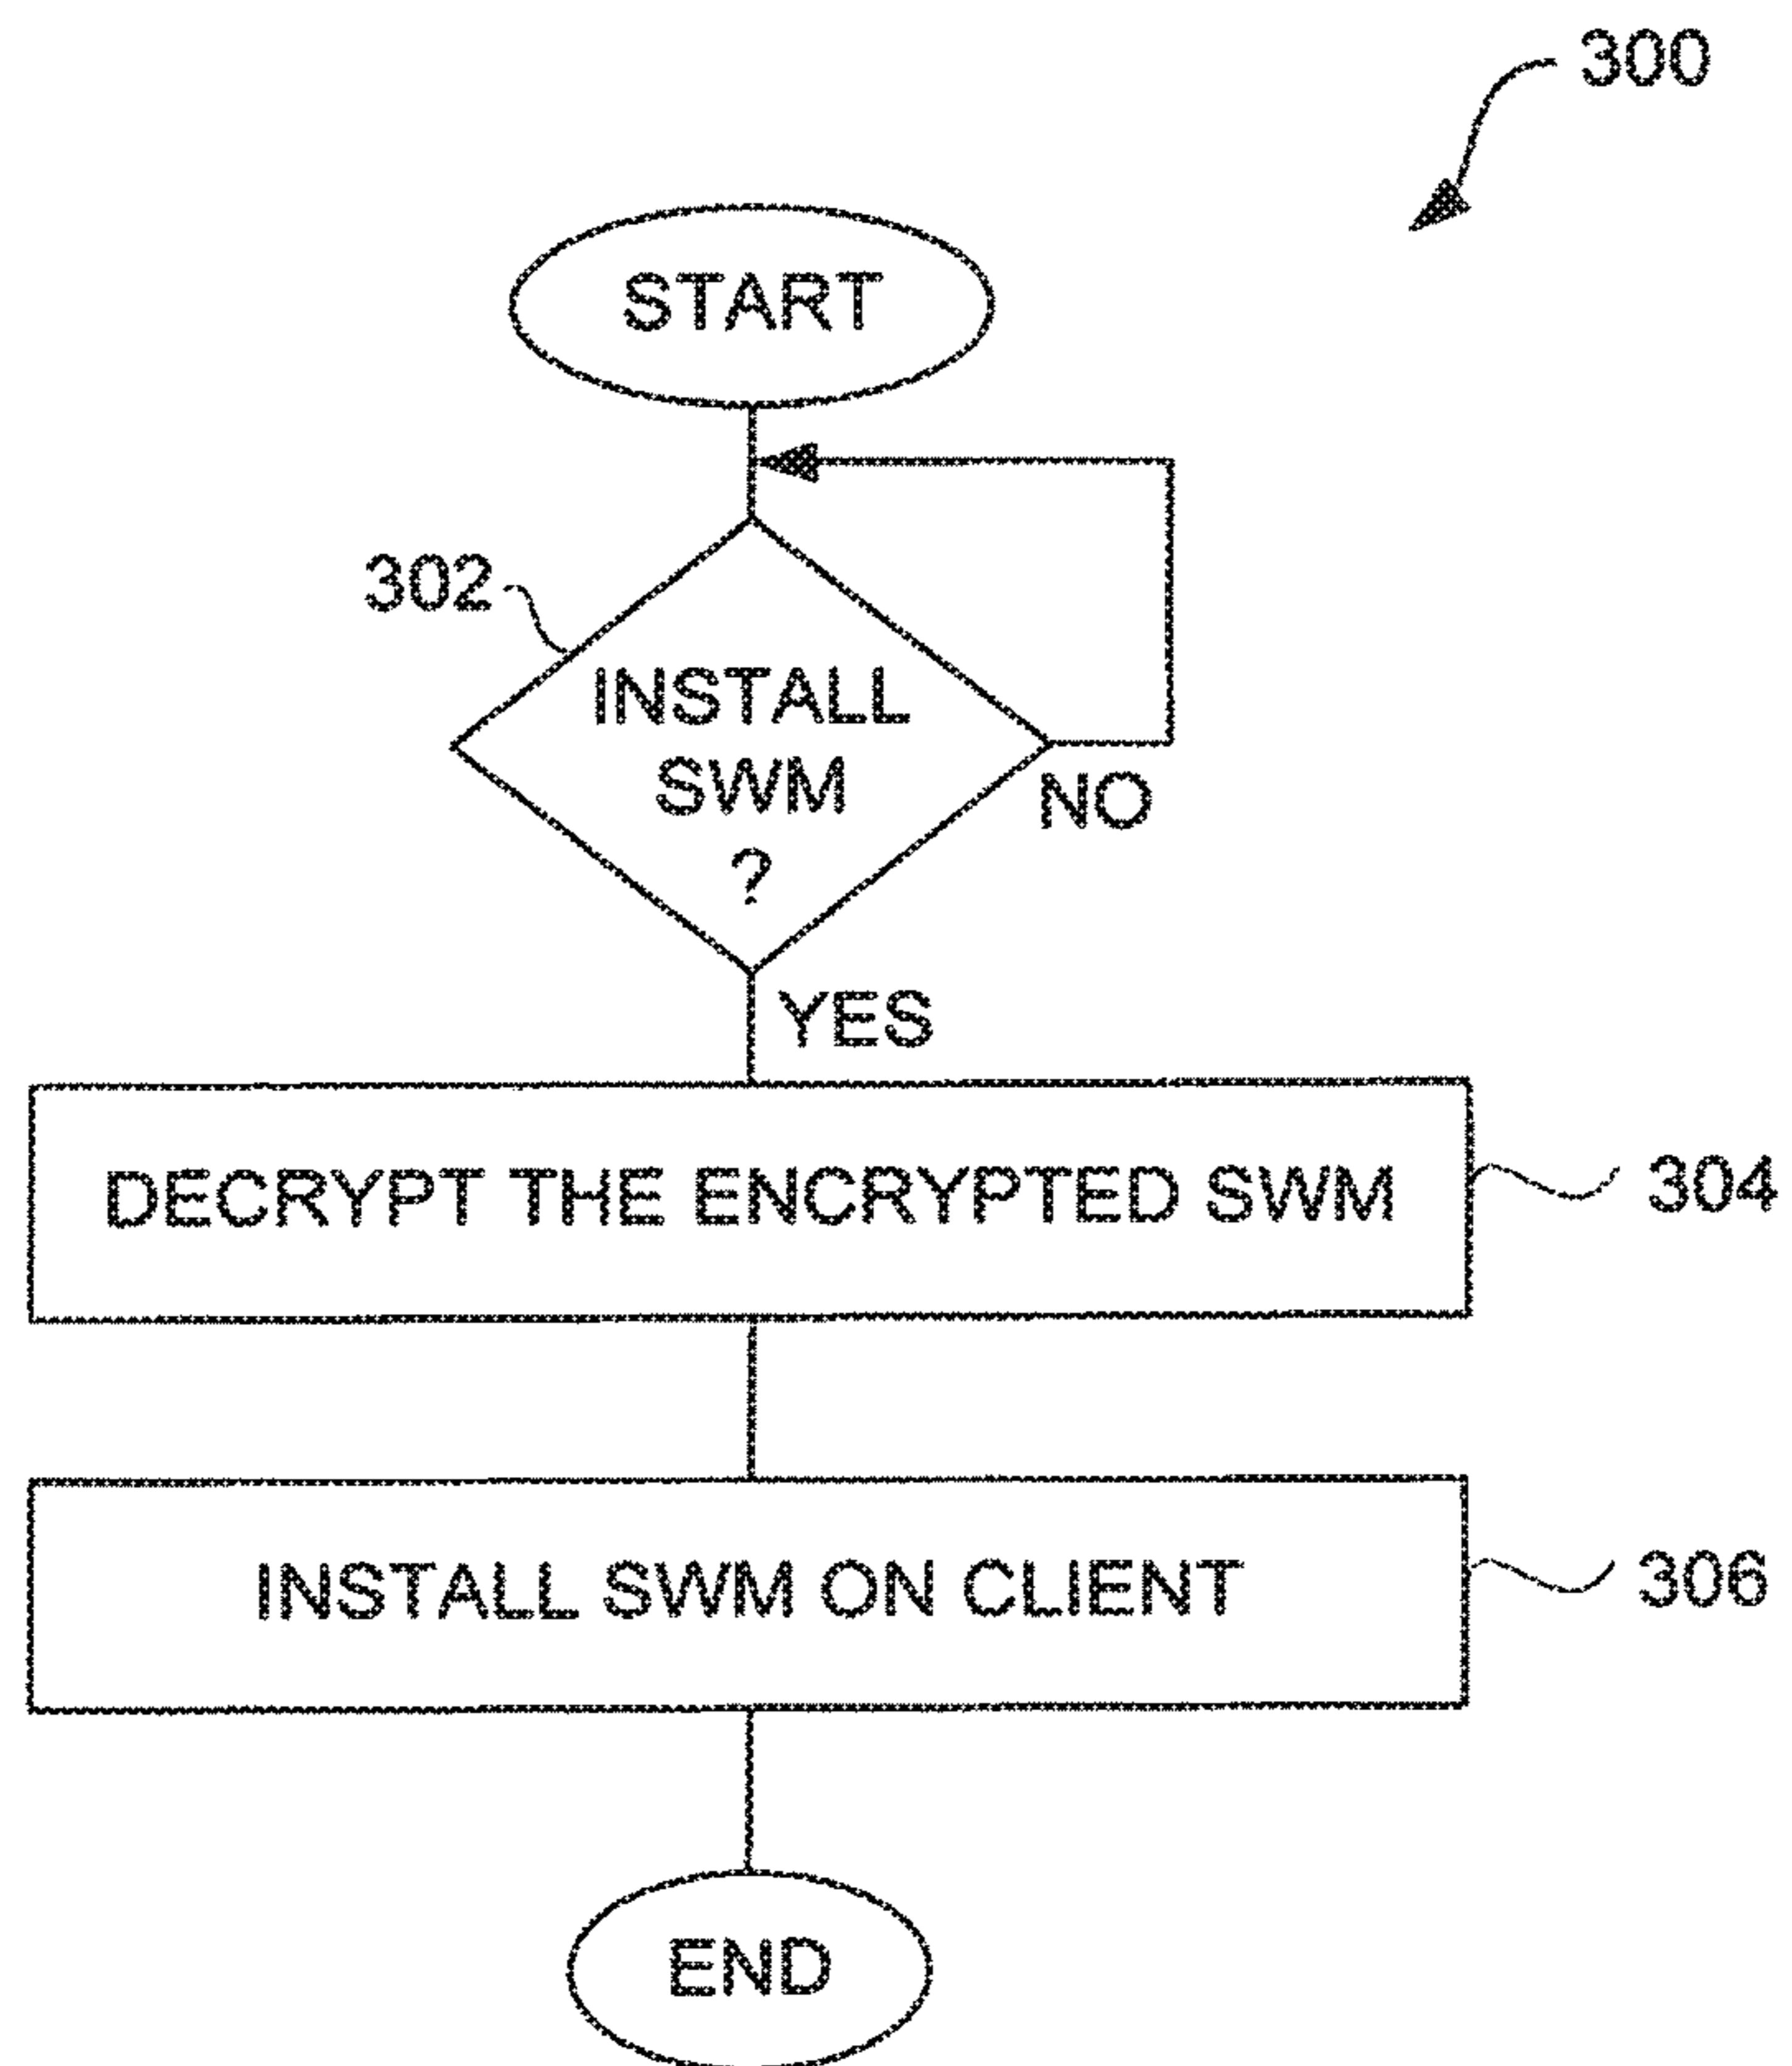 300
START
302
INSTALL
SWM
?
NO
YES
DECRYPT THE ENCRYPTED SWM
304
INSTALL SWM ON CLIENT
306
END